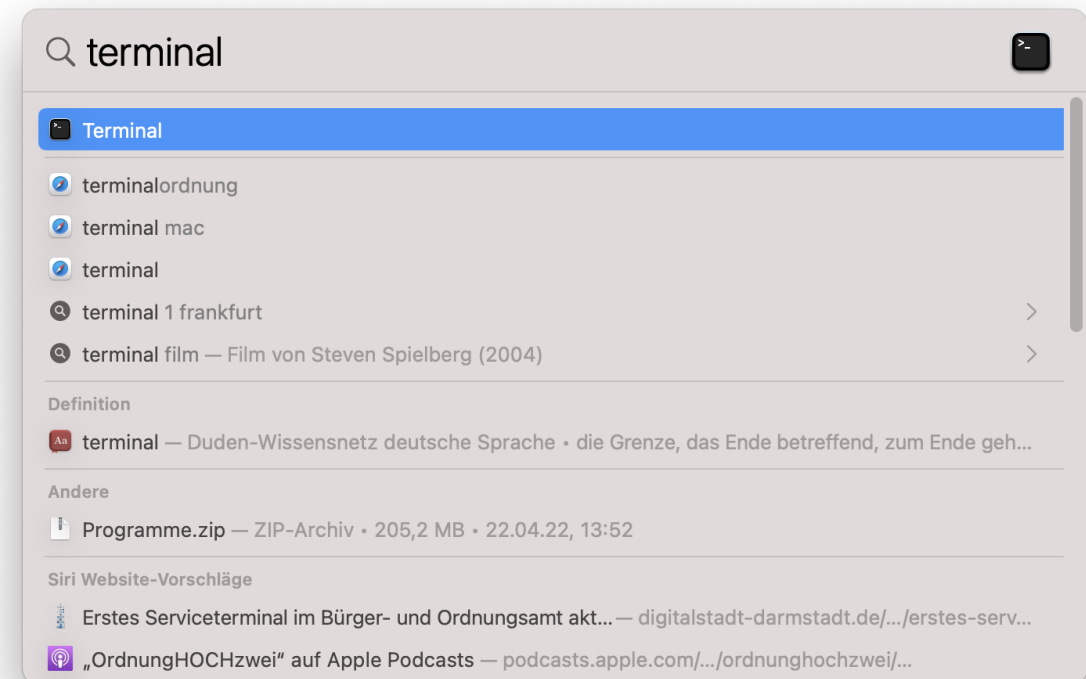 terminal
Terminal
terminalordnung
terminal mac
terminal
terminal 1 frankfurt
terminal film — Film von Steven Spielberg (2004)
Definition
terminal — Duden-Wissensnetz deutsche Sprache • die Grenze, das Ende betreffend, zum Ende geh...
Andere
Programme.zip — ZIP-Archiv • 205,2 MB • 22.04.22, 13:52
Siri Website-Vorschläge
Erstes Serviceterminal im Bürger- und Ordnungsamt akt... — digitalstadt-darmstadt.de/.../erstes-serv...
„OrdnungHOCHzwei“ auf Apple Podcasts — podcasts.apple.com/.../ordnunghochzwei/...